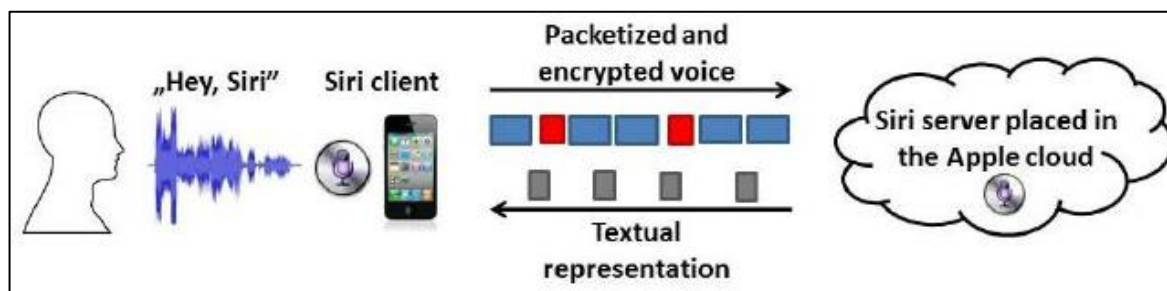 „Hey, Siri”
Siri client
Packetized and
encrypted voice
Textual
representation
Siri server placed in
the Apple cloud